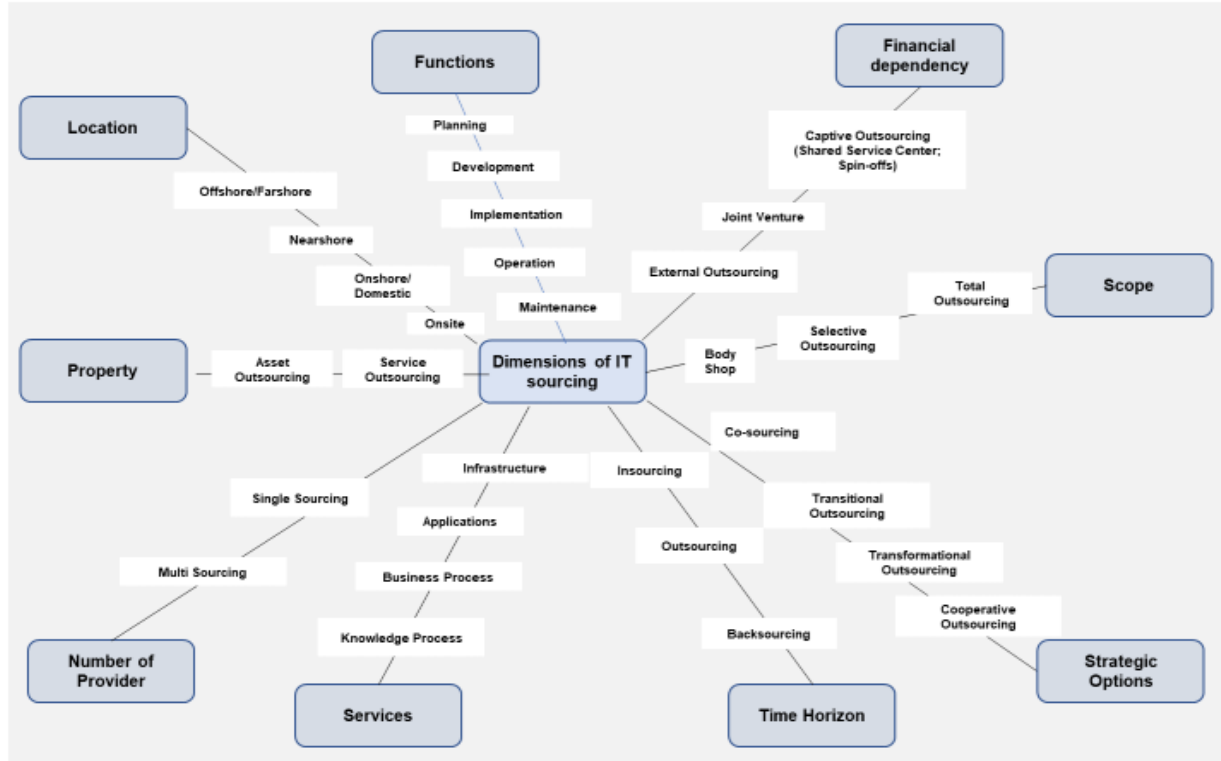 Functions
Financial
dependency
Location
Planning
Captive Outsourcing
(Shared Service Center;
Spin-offs)
Development
Offshore/Farshore
Implementation
Joint Venture
Nearshore
Operation
External Outsourcing
Onshore/
Domestic
Total
Outsourcing
Scope
Maintenance
Onsite
Selective
Outsourcing
Property
Asset
Outsourcing
Service
Outsourcing
Dimensions of IT
sourcing
Body
Shop
Co-sourcing
Infrastructure
Insourcing
Single Sourcing
Transitional
Outsourcing
Applications
Outsourcing
Transformational
Outsourcing
Multi Sourcing
Business Process
Cooperative
Outsourcing
Knowledge Process
Backsourcing
Number of
Provider
Strategic
Options
Services
Time Horizon